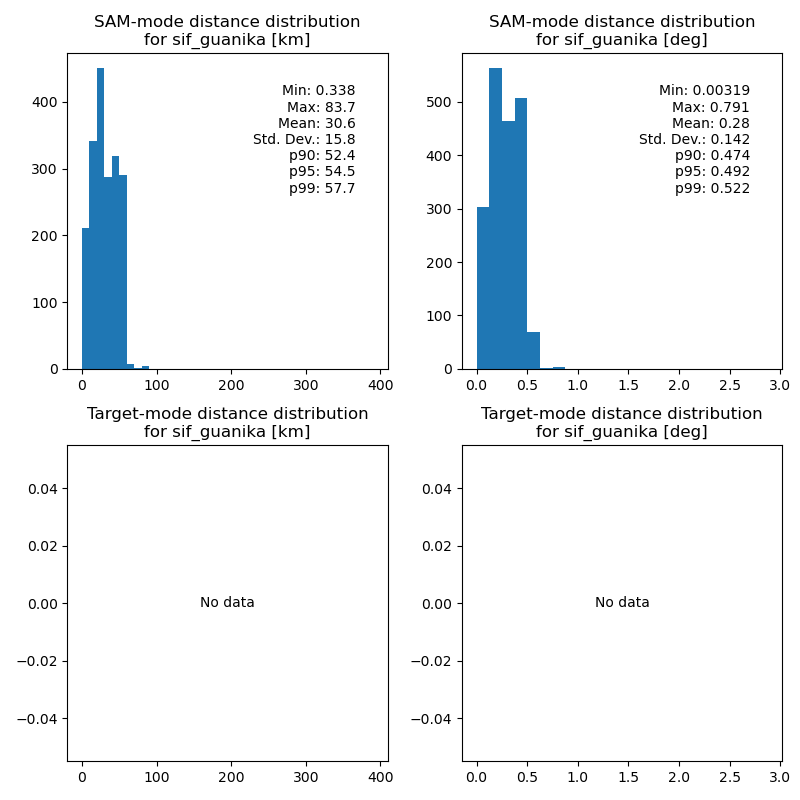 SAM-mode distance distribution
for sif_guanika [km]
Min: 0.338
Max: 83.7
Mean: 30.6
Std. Dev.: 15.8
p90: 52.4
p95: 54.5
p99: 57.7
400
300
200
100
0
0 100 200 300 400
SAM-mode distance distribution
for sif_guanika [deg]
Min: 0.00319
Max: 0.791
Mean: 0.28
Std. Dev.: 0.142
p90: 0.474
p95: 0.492
p99: 0.522
500
400
300
200
100
0
0.0 0.5 1.0 1.5 2.0 2.5 3.0
Target-mode distance distribution
for sif_guanika [km]
No data
0.04
0.02
0.00
−0.02
−0.04
0 100 200 300 400
Target-mode distance distribution
for sif_guanika [deg]
No data
0.04
0.02
0.00
−0.02
−0.04
0.0 0.5 1.0 1.5 2.0 2.5 3.0